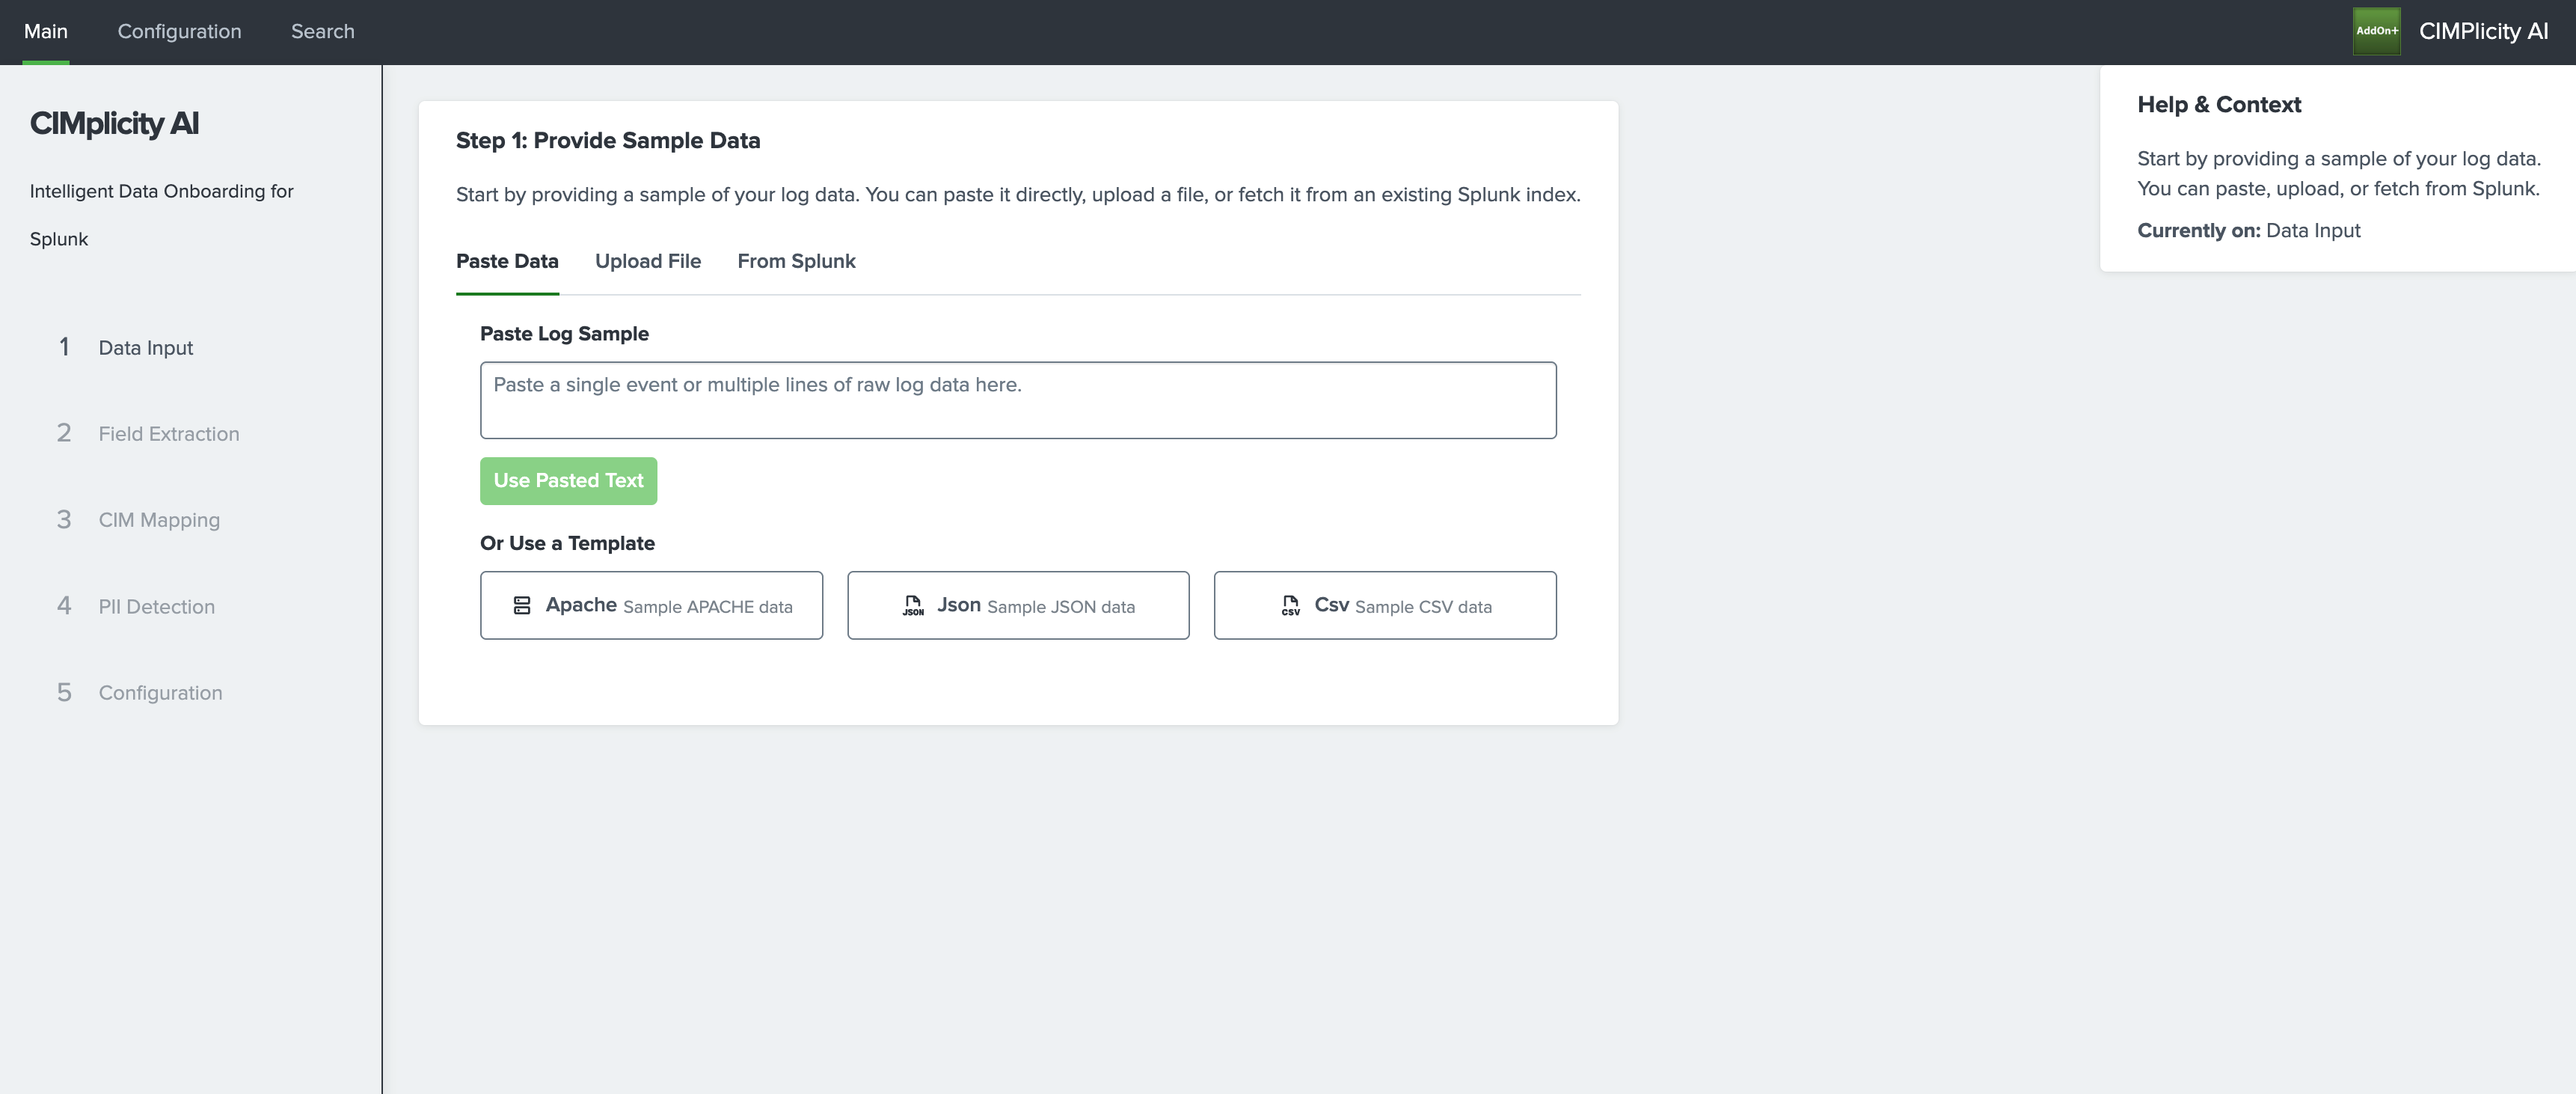 Main Configuration Search AddOn+ CIMPlicity AI
CIMplicity AI
Intelligent Data Onboarding for
Splunk
1 Data Input
2 Field Extraction
3 CIM Mapping
4 PII Detection
5 Configuration
Step 1: Provide Sample Data
Start by providing a sample of your log data. You can paste it directly, upload a file, or fetch it from an existing Splunk index.
Paste Data Upload File From Splunk
Paste Log Sample
Paste a single event or multiple lines of raw log data here.
Use Pasted Text
Or Use a Template
Apache Sample APACHE data JSON Json Sample JSON data CSV Csv Sample CSV data
Help & Context
Start by providing a sample of your log data.
You can paste, upload, or fetch from Splunk.
Currently on: Data Input